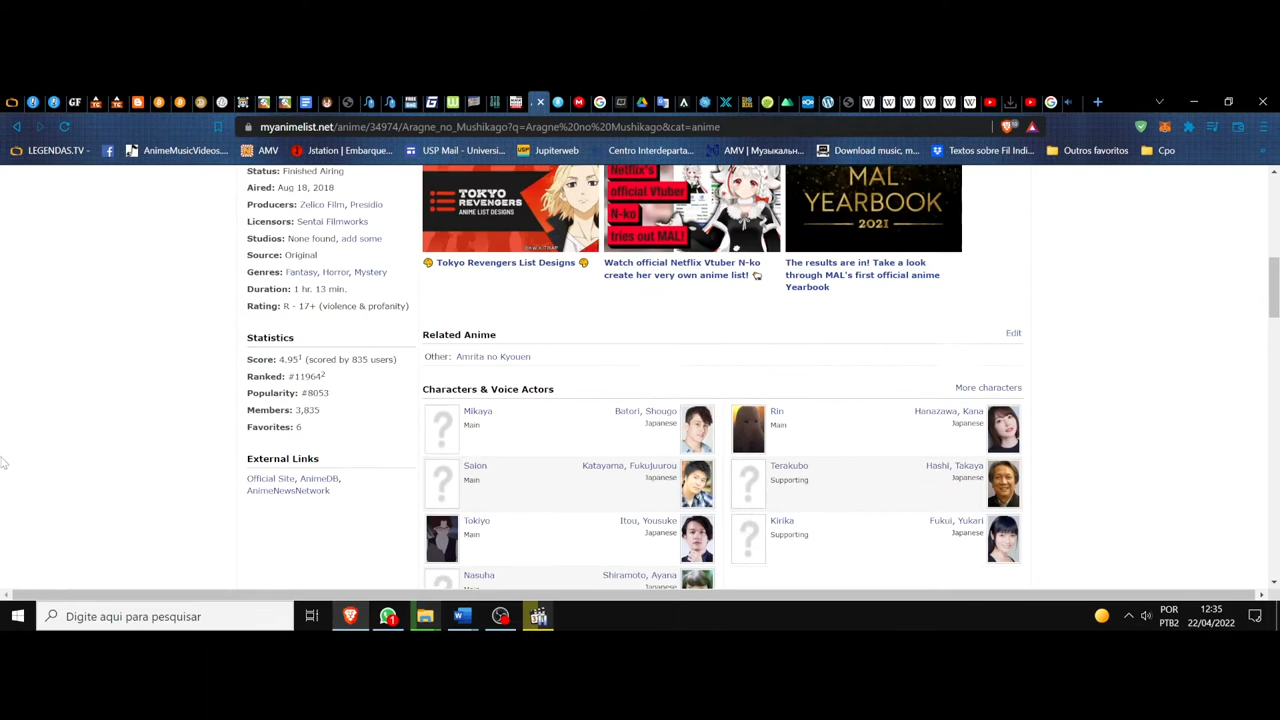 myanimelist.net/anime/34974/Aragne_no_Mushikago?q=Aragne%20no%20Mushikago&cat=anime
LEGENDAS.TV -
AnimeMusicVideos...
AMV
Jstation | Embarque...
USP Mail - Universi...
Jupiterweb
Centro Interdeparta...
AMV | Музыкальн...
Download music, m...
Textos sobre Fil Indi...
Outros favoritos
Cpo
Status: Finished Airing
Aired: Aug 18, 2018
Producers: Zelico Film, Presidio
Licensors: Sentai Filmworks
Studios: None found, add some
Source: Original
Genres: Fantasy, Horror, Mystery
Duration: 1 hr. 13 min.
Rating: R - 17+ (violence & profanity)
Statistics
Score: 4.951 (scored by 835 users)
Ranked: #119642
Popularity: #8053
Members: 3,835
Favorites: 6
External Links
Official Site, AnimeDB,
AnimeNewsNetwork
TOKYO
REVENGERS
ANIME LIST DESIGNS
Tokyo Revengers List Designs
Netflix's
official Vtuber
N-ko
tries out MAL!
Watch official Netflix Vtuber N-ko
create her very own anime list!
MAL
YEARBOOK
2021
The results are in! Take a look
through MAL's first official anime
Yearbook
Related Anime
Edit
Other: Amrita no Kyouen
Characters & Voice Actors
More characters
Mikaya
Main
Batori, Shougo
Japanese
Rin
Main
Hanazawa, Kana
Japanese
Saion
Main
Katayama, Fukujuurou
Japanese
Terakubo
Supporting
Hashi, Takaya
Japanese
Tokiyo
Main
Itou, Yousuke
Japanese
Kirika
Supporting
Fukui, Yukari
Japanese
Nasuha
Main
Shiramoto, Ayana
Japanese
Digite aqui para pesquisar
POR
PTB2
12:35
22/04/2022